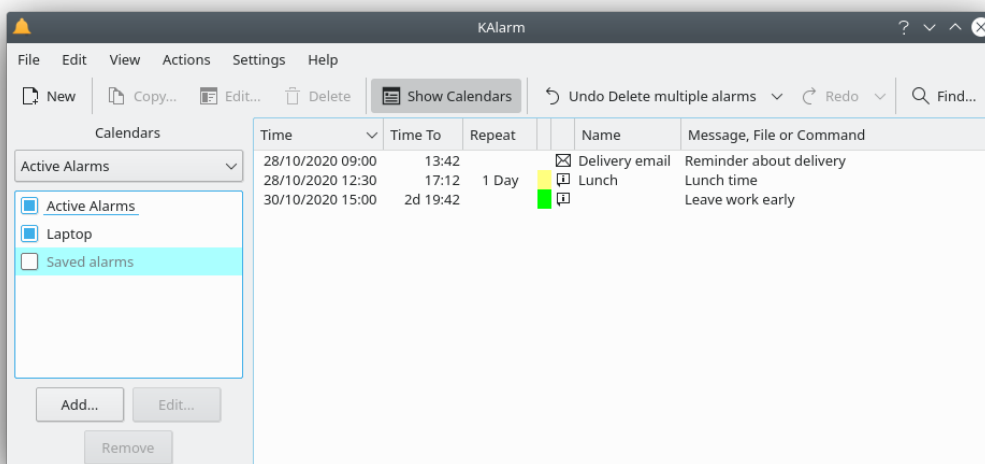 KAlarm
File Edit View Actions Settings Help
New Copy... Edit... Delete Show Calendars Undo Delete multiple alarms Redo Find...
Calendars
Active Alarms
Active Alarms
Laptop
Saved alarms
Add... Edit...
Remove
Time Time To Repeat Name Message, File or Command
28/10/2020 09:00 13:42 Delivery email Reminder about delivery
28/10/2020 12:30 17:12 1 Day Lunch Lunch time
30/10/2020 15:00 2d 19:42 Leave work early